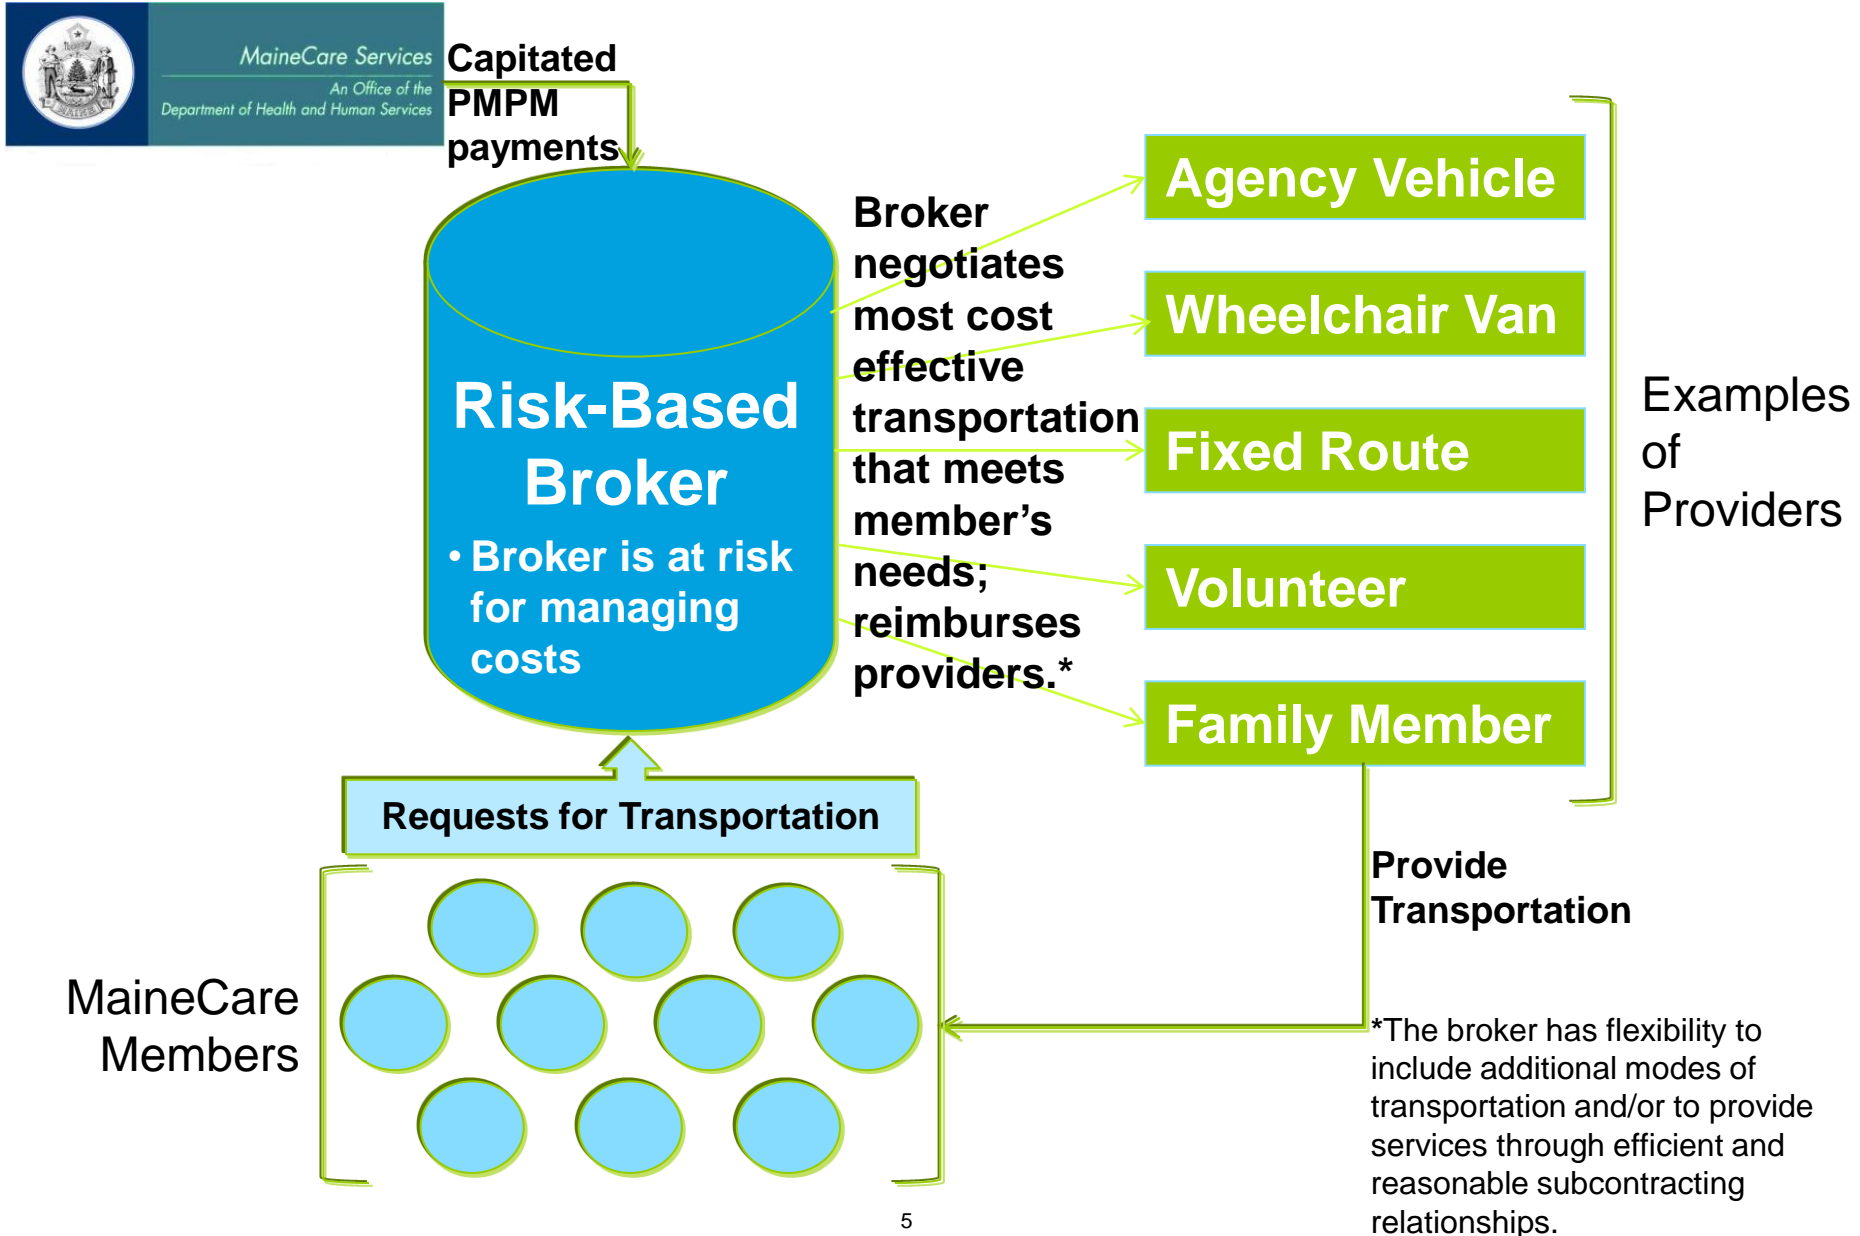 MaineCare Services
An Office of the
Department of Health and Human Services
Capitated
PMPM
payments
Risk-Based
Broker
• Broker is at risk
for managing
costs
Broker
negotiates
most cost
effective
transportation
that meets
member’s
needs;
reimburses
providers.*
Agency Vehicle
Wheelchair Van
Fixed Route
Volunteer
Family Member
Examples
of
Providers
Requests for Transportation
MaineCare
Members
Provide
Transportation
*The broker has flexibility to
include additional modes of
transportation and/or to provide
services through efficient and
reasonable subcontracting
relationships.
5